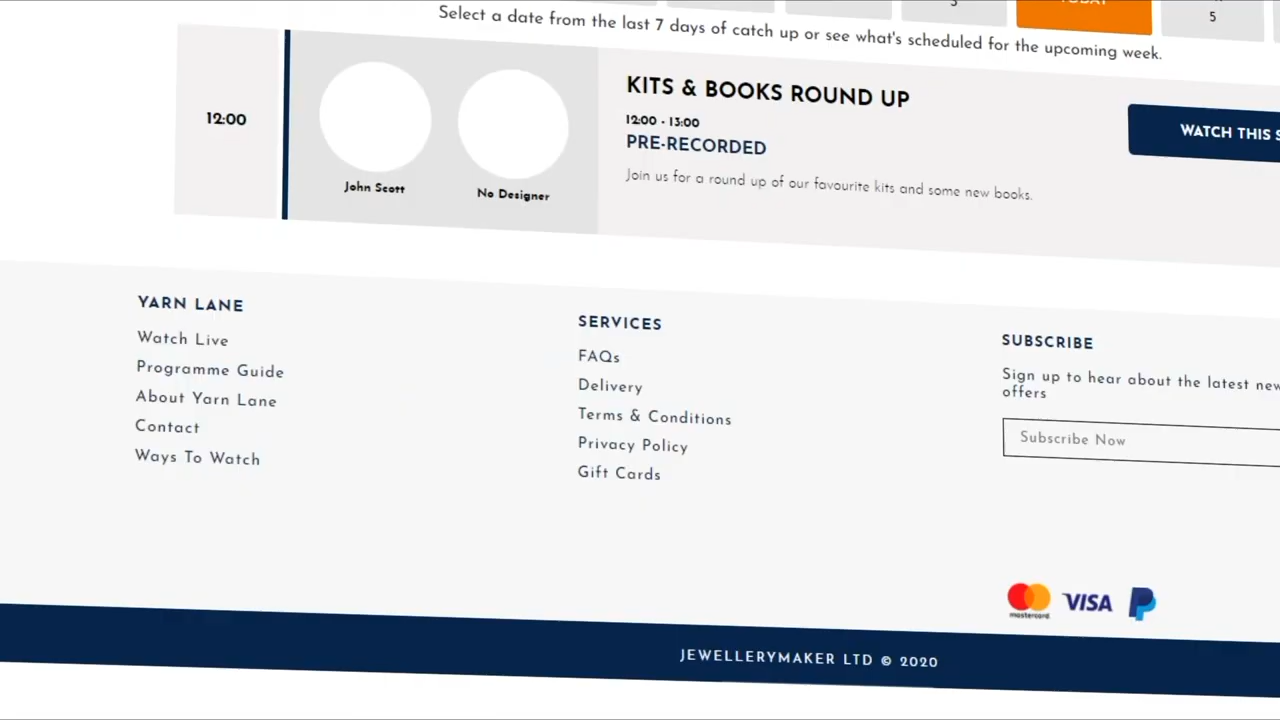 TODAY
5
Select a date from the last 7 days of catch up or see what's scheduled for the upcoming week.
12:00
John Scott
No Designer
KITS & BOOKS ROUND UP
12:00 - 13:00
PRE-RECORDED
Join us for a round up of our favourite kits and some new books.
WATCH THIS
YARN LANE
Watch Live
Programme Guide
About Yarn Lane
Contact
Ways To Watch
SERVICES
FAQs
Delivery
Terms & Conditions
Privacy Policy
Gift Cards
SUBSCRIBE
Sign up to hear about the latest
offers
Subscribe Now
mastercard
VISA
JEWELLERYMAKER LTD © 2020